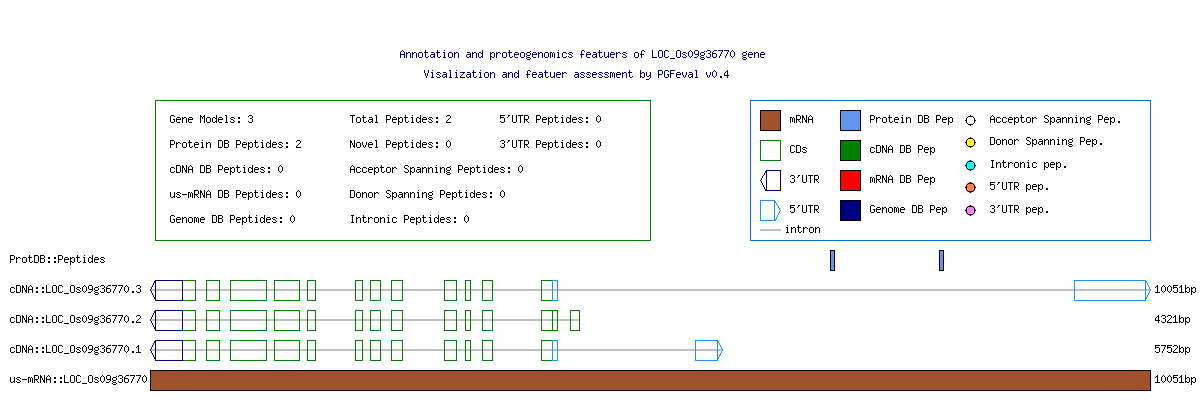 Annotation and proteogenomics featuers of LOC_Os09g36770 gene
Visalization and featuer assessment by PGFeval v0.4
Gene Models: 3 Total Peptides: 2 5'UTR Peptides: 0
Protein DB Peptides: 2 Novel Peptides: 0 3'UTR Peptides: 0
cDNA DB Peptides: 0 Acceptor Spanning Peptides: 0
us-mRNA DB Peptides: 0 Donor Spanning Peptides: 0
Genome DB Peptides: 0 Intronic Peptides: 0
mRNA Protein DB Pep Acceptor Spanning Pep.
CDs cDNA DB Pep Donor Spanning Pep.
3'UTR mRNA DB Pep Intronic pep.
5'UTR Genome DB Pep 5'UTR pep.
intron 3'UTR pep.
ProtDB::Peptides
cDNA::LOC_Os09g36770.3 10051bp
cDNA::LOC_Os09g36770.2 4321bp
cDNA::LOC_Os09g36770.1 5752bp
us-mRNA::LOC_Os09g36770 10051bp